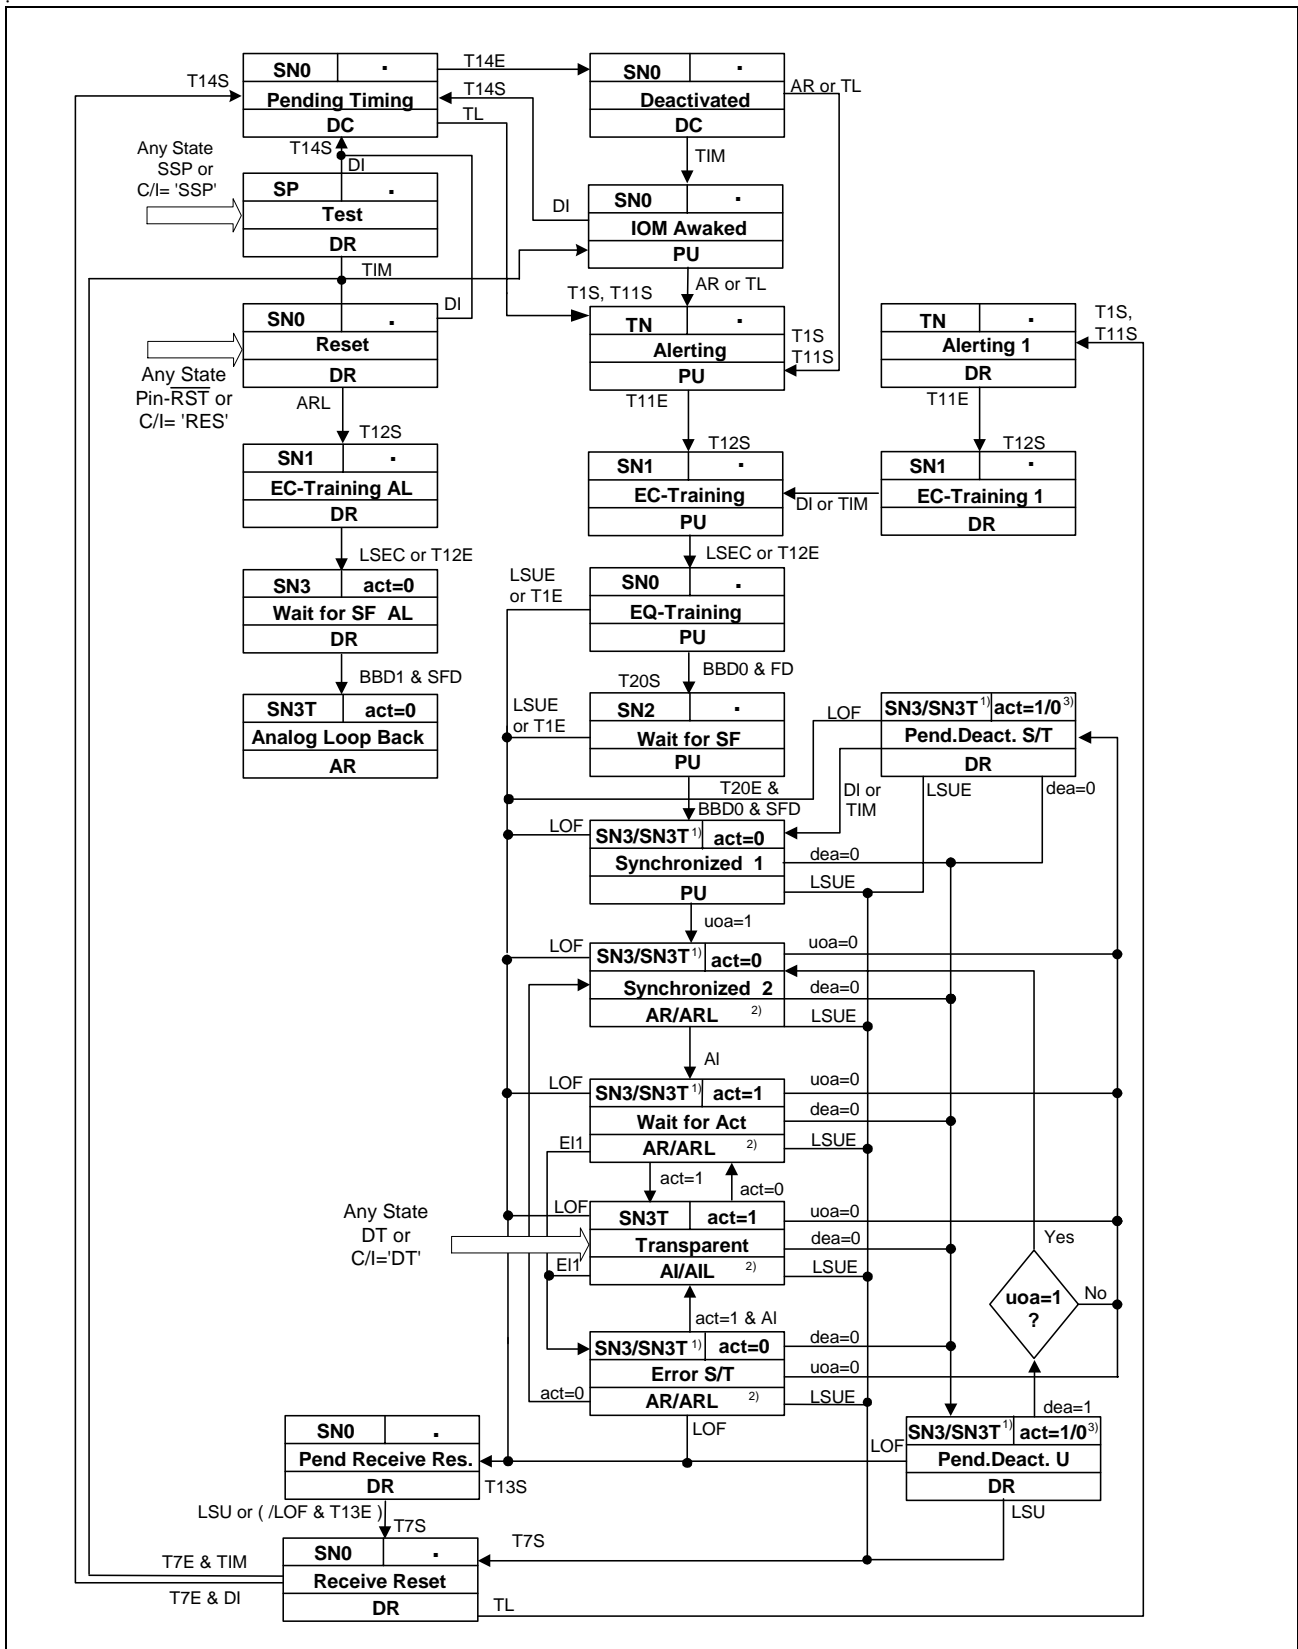 SN0 .
Pending Timing
DC
T14S
T14E
T14S
TL
SN0 .
Deactivated
DC
AR or TL
TIM
Any State
SSP or
C/I= 'SSP'
T14S
DI
SP .
Test
DR
TIM
DI
SN0 .
IOM Awaked
PU
AR or TL
T1S, T11S
DI
SN0 .
Reset
DR
Any State
Pin-RST or
C/I= 'RES'
ARL
T12S
TN .
Alerting
PU
T1S
T11S
T11E
T12S
TN .
Alerting 1
DR
T1S,
T11S
T11E
T12S
SN1 .
EC-Training AL
DR
LSEC or T12E
SN1 .
EC-Training
PU
DI or TIM
SN1 .
EC-Training 1
DR
LSEC or T12E
SN3 act=0
Wait for SF AL
DR
BBD1 & SFD
LSUE
or T1E
SN0 .
EQ-Training
PU
BBD0 & FD
T20S
SN3T act=0
Analog Loop Back
AR
LSUE
or T1E
SN2 .
Wait for SF
PU
T20E &
BBD0 & SFD
LOF
SN3/SN3T 1) act=1/0 3)
Pend.Deact. S/T
DR
DI or
TIM
LSUE
dea=0
LOF
SN3/SN3T 1) act=0
Synchronized 1
PU
dea=0
LSUE
uoa=1
LOF
SN3/SN3T 1) act=0
Synchronized 2
AR/ARL 2)
uoa=0
dea=0
LSUE
AI
LOF
SN3/SN3T 1) act=1
Wait for Act
AR/ARL 2)
uoa=0
dea=0
LSUE
EI1
act=1
act=0
Any State
DT or
C/I='DT'
LOF
SN3T act=1
Transparent
AI/AIL 2)
uoa=0
dea=0
LSUE
EI1
act=1 & AI
Yes
uoa=1
?
No
SN3/SN3T 1) act=0
Error S/T
AR/ARL 2)
dea=0
uoa=0
LSUE
act=0
LOF
dea=1
LOF
SN3/SN3T 1) act=1/0 3)
Pend.Deact. U
DR
LSU
SN0 .
Pend Receive Res.
DR
T13S
LSU or ( /LOF & T13E )
T7S
T7S
SN0 .
Receive Reset
DR
T7E & TIM
T7E & DI
TL